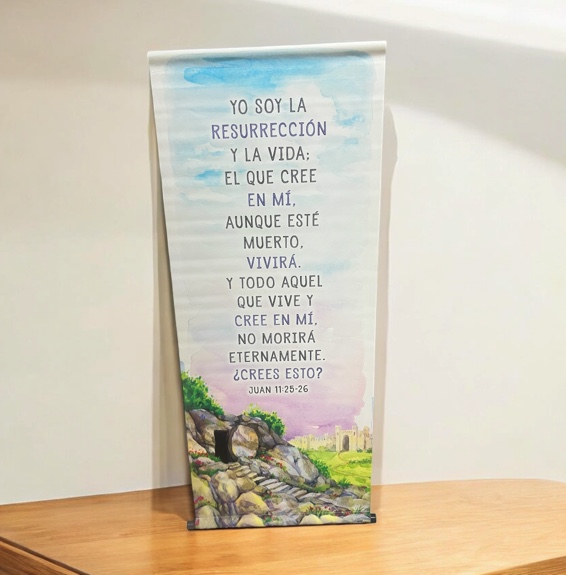 YO SOY LA
RESURRECCIÓN
Y LA VIDA;
EL QUE CREE
EN MÍ,
AUNQUE ESTÉ
MUERTO,
VIVIRÁ.
Y TODO AQUEL
QUE VIVE Y
CREE EN MÍ,
NO MORIRÁ
ETERNAMENTE.
¿CREES ESTO?
JUAN 11:25-26